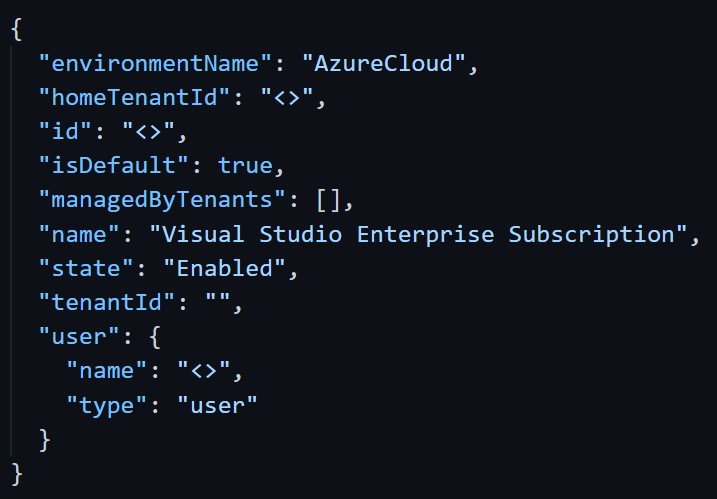 {
  "environmentName": "AzureCloud",
  "homeTenantId": "<>",
  "id": "<>",
  "isDefault": true,
  "managedByTenants": [],
  "name": "Visual Studio Enterprise Subscription",
  "state": "Enabled",
  "tenantId": "",
  "user": {
    "name": "<>",
    "type": "user"
  }
}